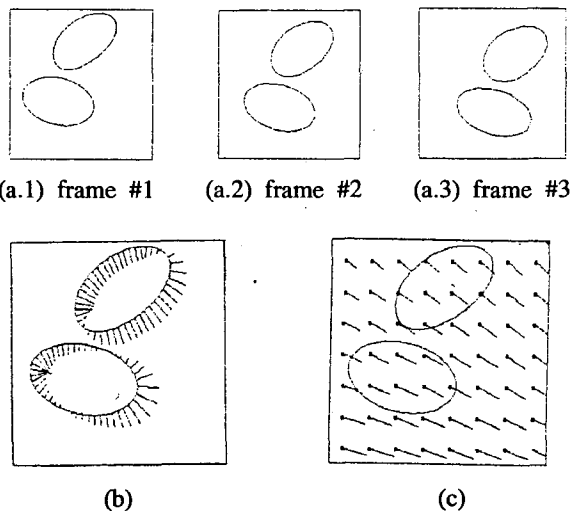 (a.1) frame #1
(a.2) frame #2
(a.3) frame #3
(b)
(c)